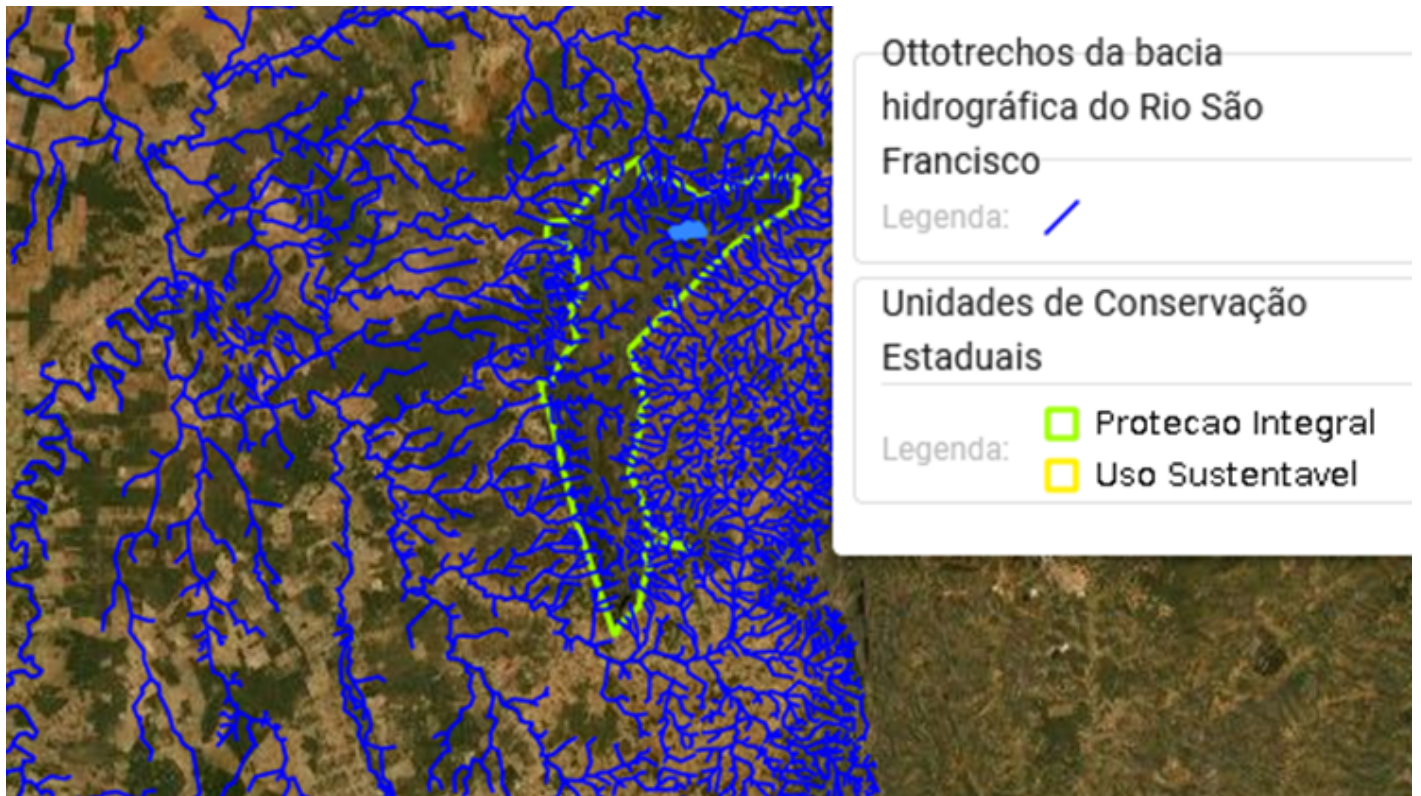 Ottotrechos da bacia
hidrográfica do Rio São
Francisco
Legenda:
Unidades de Conservação
Estaduais
Legenda:
Protecao Integral
Uso Sustentavel